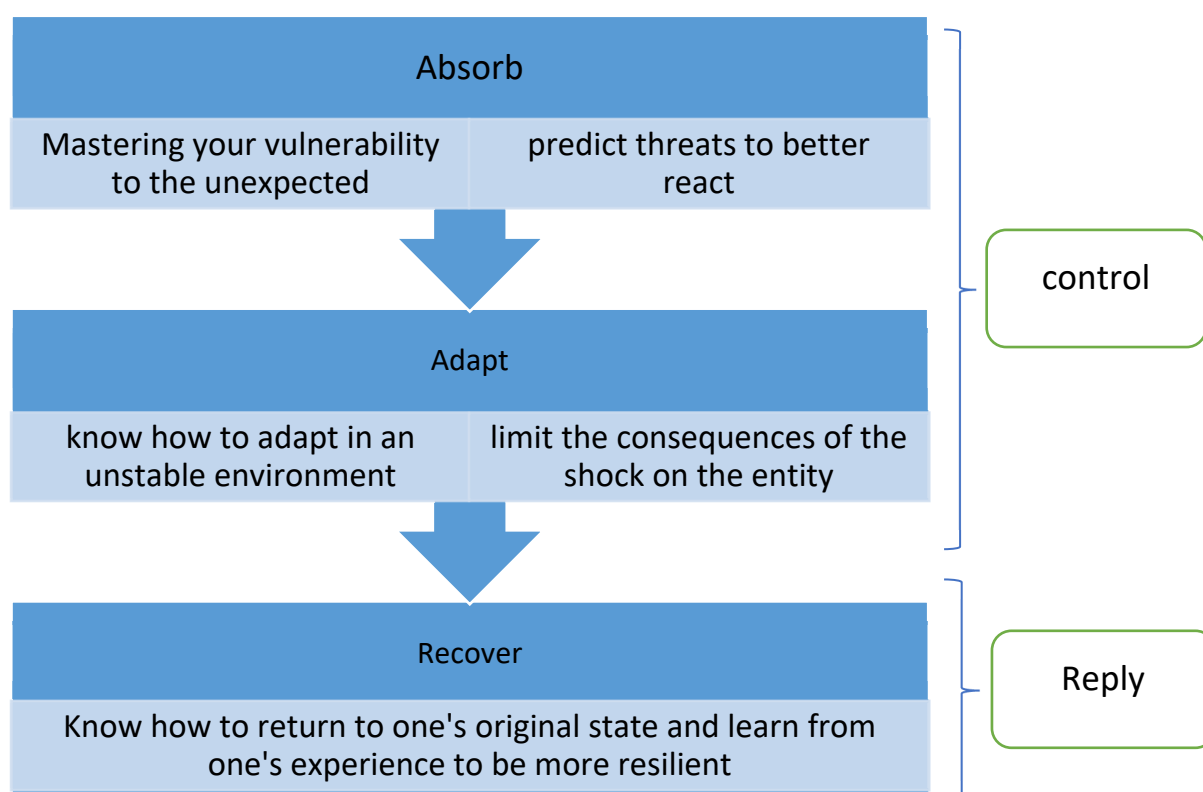 Absorb
Mastering your vulnerability
to the unexpected
predict threats to better
react
control
Adapt
know how to adapt in an
unstable environment
limit the consequences of the
shock on the entity
Recover
Know how to return to one's original state and learn from
one's experience to be more resilient
Reply